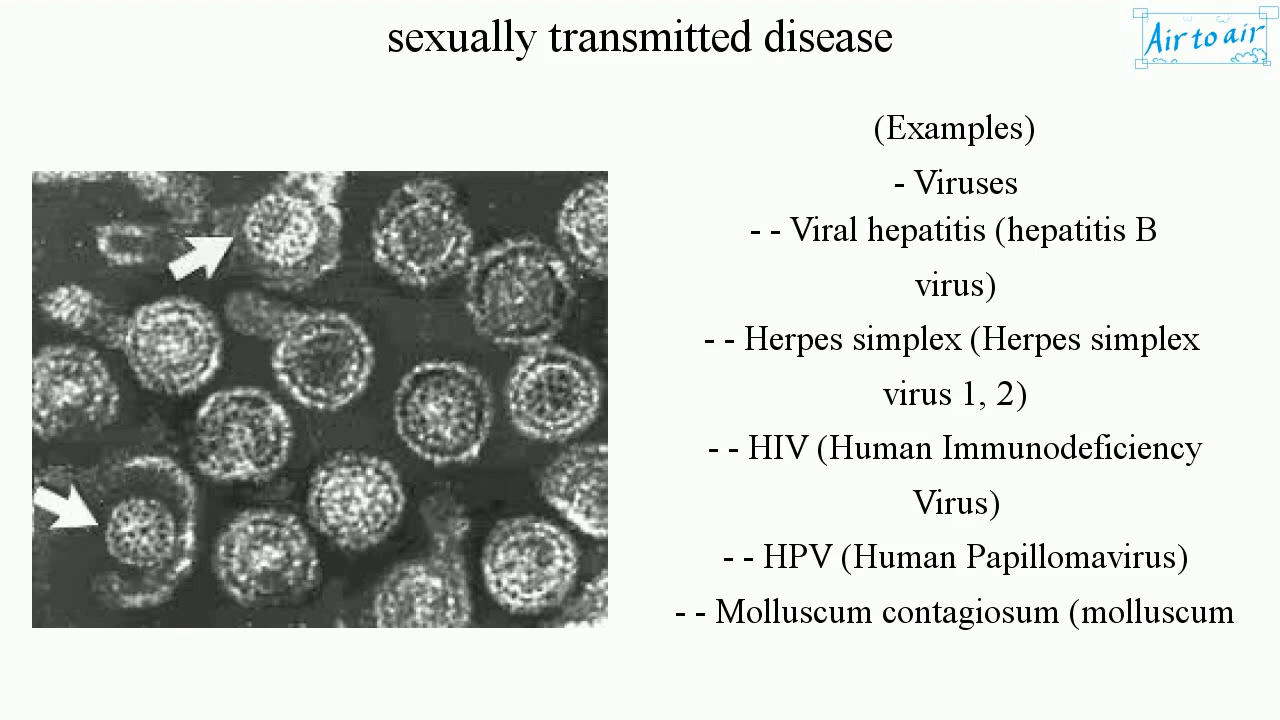 sexually transmitted disease
Air to air
(Examples)
- Viruses
- - Viral hepatitis (hepatitis B
virus)
- - Herpes simplex (Herpes simplex
virus 1, 2)
- - HIV (Human Immunodeficiency
Virus)
- - HPV (Human Papillomavirus)
- - Molluscum contagiosum (molluscum